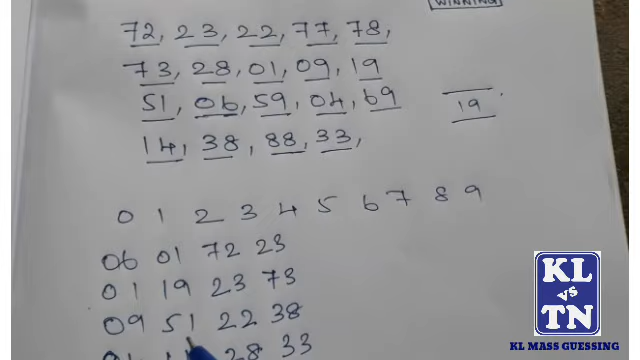 WINNING
72, 23, 22, 77, 78,
73, 28, 01, 09, 19
51, 06, 59, 04, 69
19
14, 38, 88, 33,
0 1 2 3 4 5 6 7 8 9
06 01 72 23
01 19 23 73
09 51 22 38
28 33
KL
VS
TN
KL MASS GUESSING